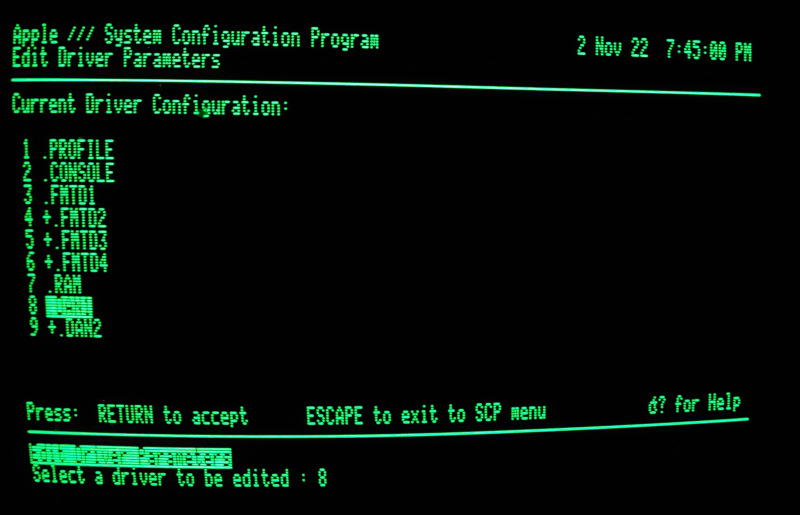 Apple /// System Configuration Program
2 Nov 22 7:45:00 PM
Edit Driver Parameters
Current Driver Configuration:
1 .PROFILE
2 .CONSOLE
3 .FMTD1
4 +.FMTD2
5 +.FMTD3
6 +.FMTD4
7 .RAM
8
9 +.DAN2
Press: RETURN to accept ESCAPE to exit to SCP menu d? for Help
Edit Driver Parameters
Select a driver to be edited : 8